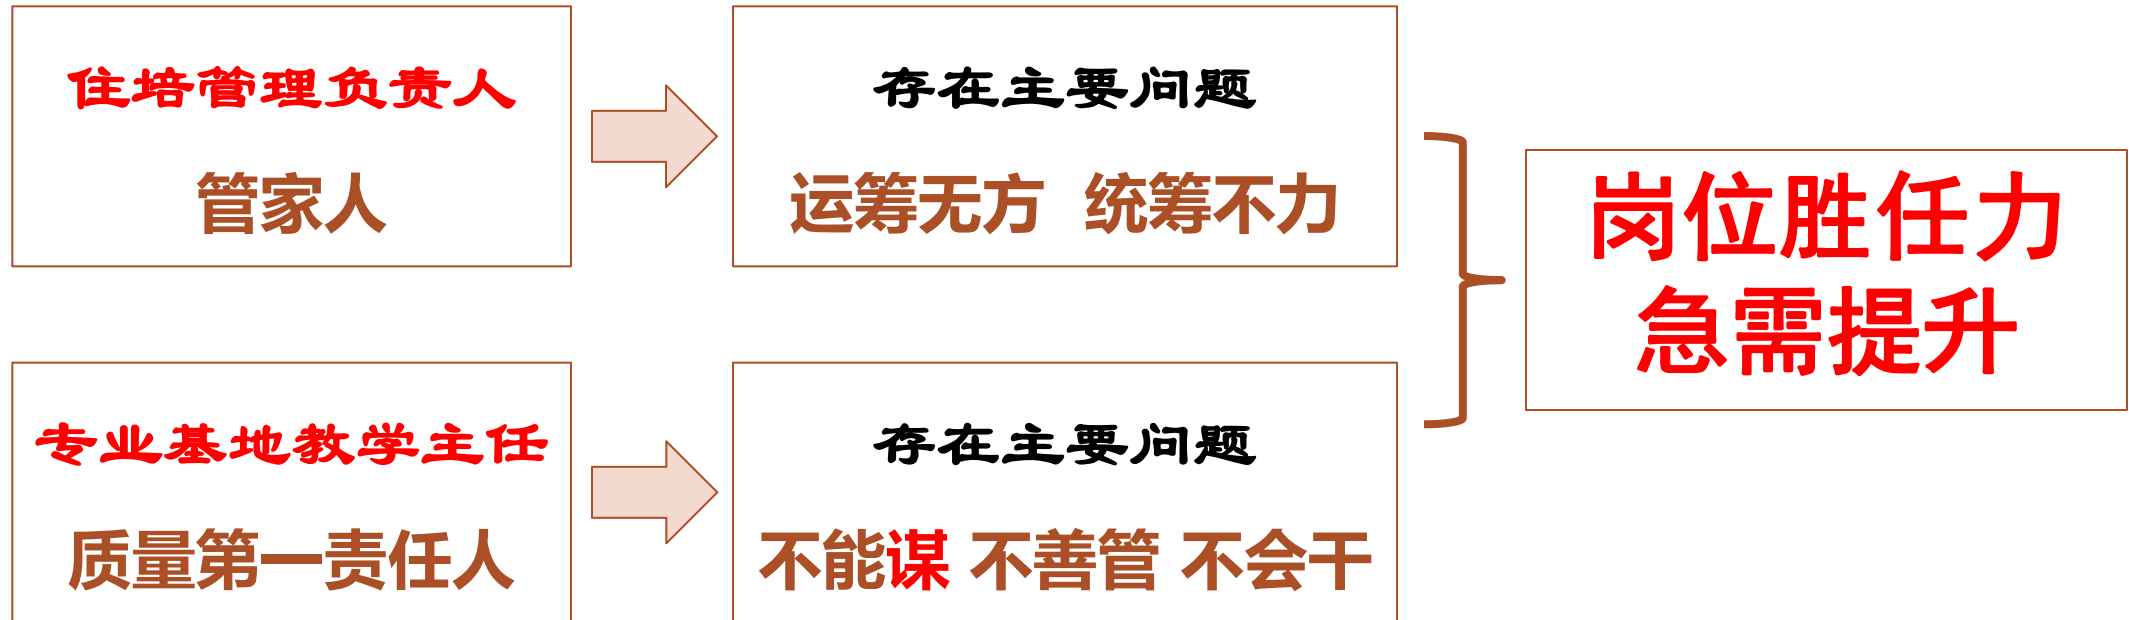 住培管理负责人
管家人
存在主要问题
运筹无方 统筹不力
专业基地教学主任
质量第一责任人
存在主要问题
不能谋 不善管 不会干
岗位胜任力
急需提升